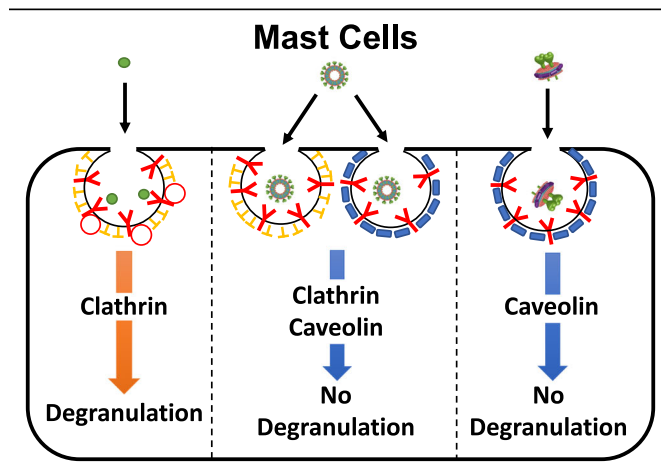 Mast Cells
Clathrin
Degranulation
Clathrin
Caveolin
No
Degranulation
Caveolin
No
Degranulation